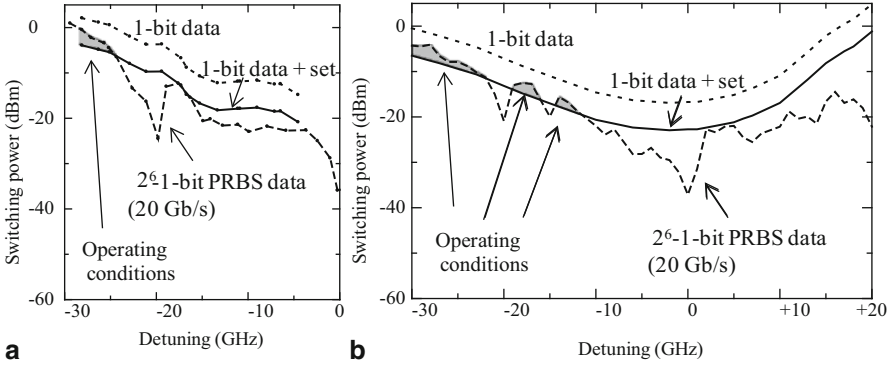 Switching power (dBm)
0
-20
-40
-60
-30
-20
-10
0
Detuning (GHz)
1-bit data
1-bit data + set
2⁶-1-bit PRBS data
(20 Gb/s)
Operating
conditions
a
Switching power (dBm)
0
-20
-40
-60
-30
-20
-10
0
+10
+20
Detuning (GHz)
1-bit data
1-bit data + set
2⁶-1-bit PRBS data
(20 Gb/s)
Operating
conditions
b